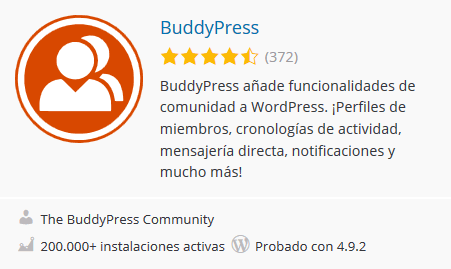 BuddyPress
(372)
BuddyPress añade funcionalidades de
comunidad a WordPress. ¡Perfiles de
miembros, cronologías de actividad,
mensajería directa, notificaciones y
mucho más!
The BuddyPress Community
200.000+ instalaciones activas Probado con 4.9.2